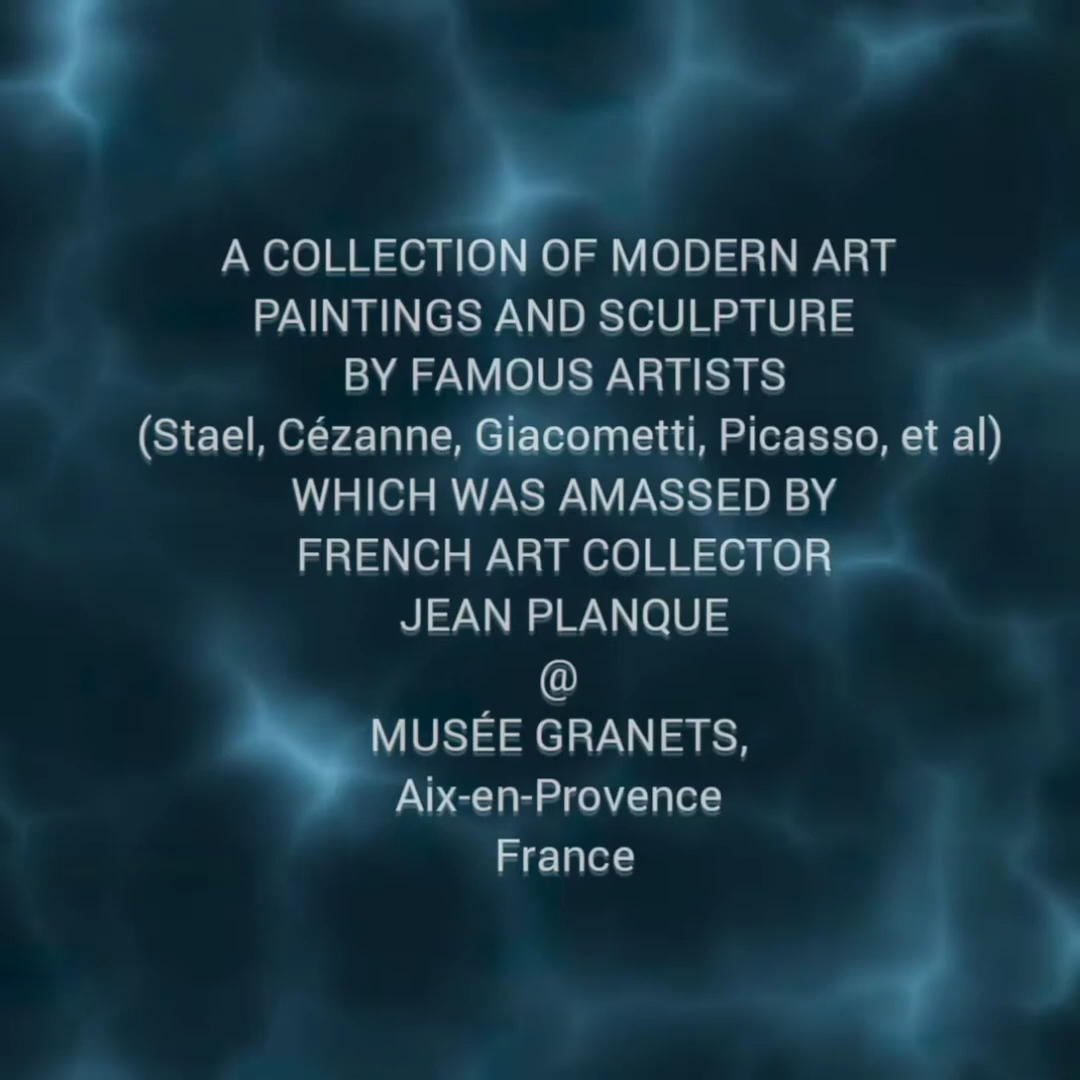 A COLLECTION OF MODERN ART
PAINTINGS AND SCULPTURE
BY FAMOUS ARTISTS
(Stael, Cézanne, Giacometti, Picasso, et al)
WHICH WAS AMASSED BY
FRENCH ART COLLECTOR
JEAN PLANQUE
@
MUSÉE GRANETS,
Aix-en-Provence
France